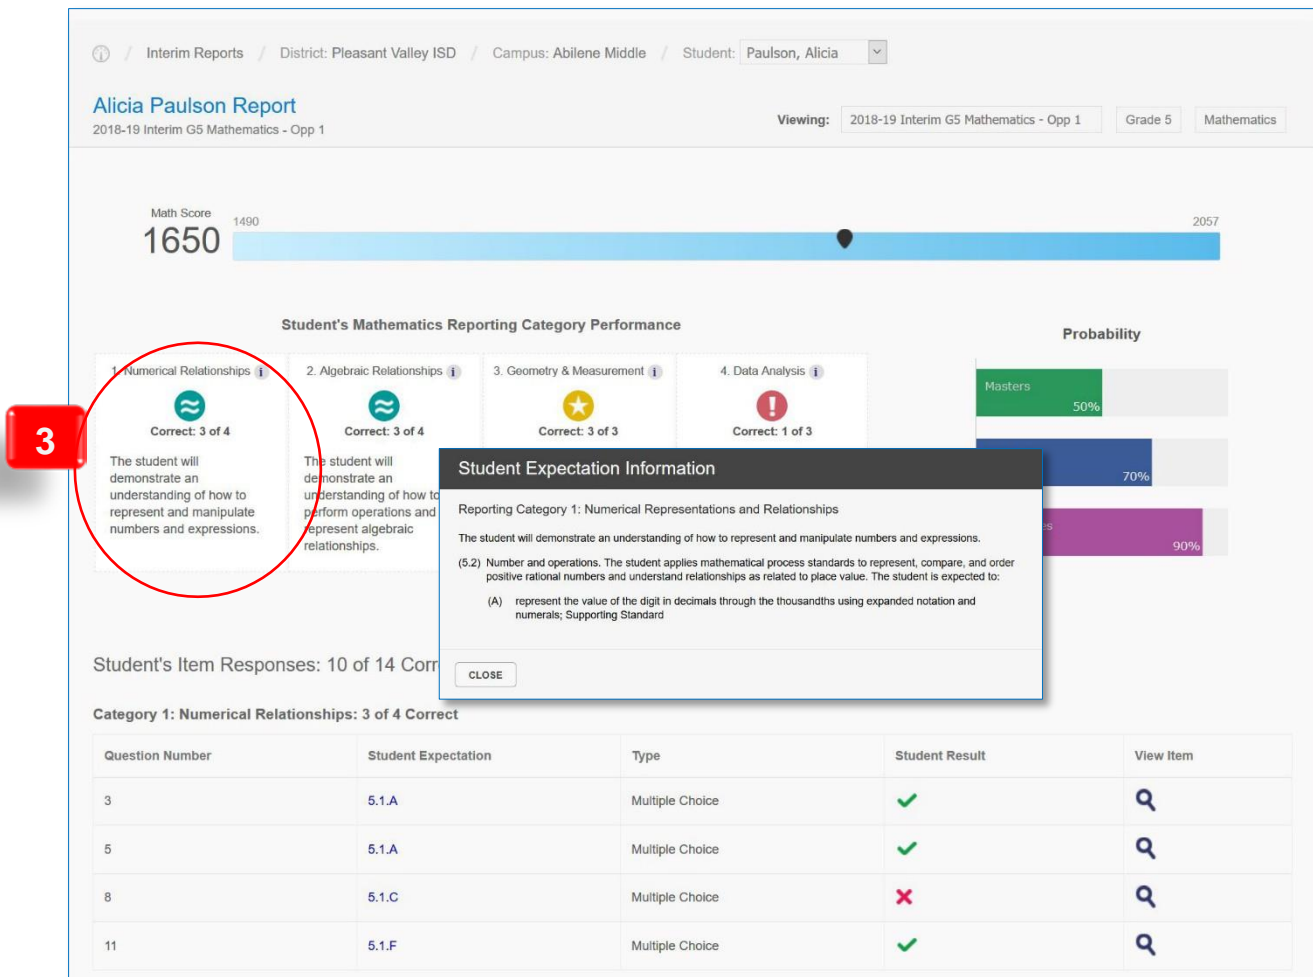 / Interim Reports / District: Pleasant Valley ISD / Campus: Abilene Middle / Student: Paulson, Alicia
Alicia Paulson Report
2018-19 Interim G5 Mathematics - Opp 1
Viewing: 2018-19 Interim G5 Mathematics - Opp 1 Grade 5 Mathematics
Math Score
1650
1490
2057
Student's Mathematics Reporting Category Performance
3
1. Numerical Relationships i
Correct: 3 of 4
The student will
demonstrate an
understanding of how to
represent and manipulate
numbers and expressions.
2. Algebraic Relationships i
Correct: 3 of 4
The student will
demonstrate an
understanding of how to
perform operations and
represent algebraic
relationships.
3. Geometry & Measurement i
Correct: 3 of 3
4. Data Analysis i
Correct: 1 of 3
Probability
Masters
50%
70%
90%
Student Expectation Information
Reporting Category 1: Numerical Representations and Relationships
The student will demonstrate an understanding of how to represent and manipulate numbers and expressions.
(5.2) Number and operations. The student applies mathematical process standards to represent, compare, and order
positive rational numbers and understand relationships as related to place value. The student is expected to:
(A) represent the value of the digit in decimals through the thousandths using expanded notation and
numerals; Supporting Standard
CLOSE
Student's Item Responses: 10 of 14 Corr
Category 1: Numerical Relationships: 3 of 4 Correct
Question Number Student Expectation Type Student Result View Item
3 5.1.A Multiple Choice
5 5.1.A Multiple Choice
8 5.1.C Multiple Choice
11 5.1.F Multiple Choice